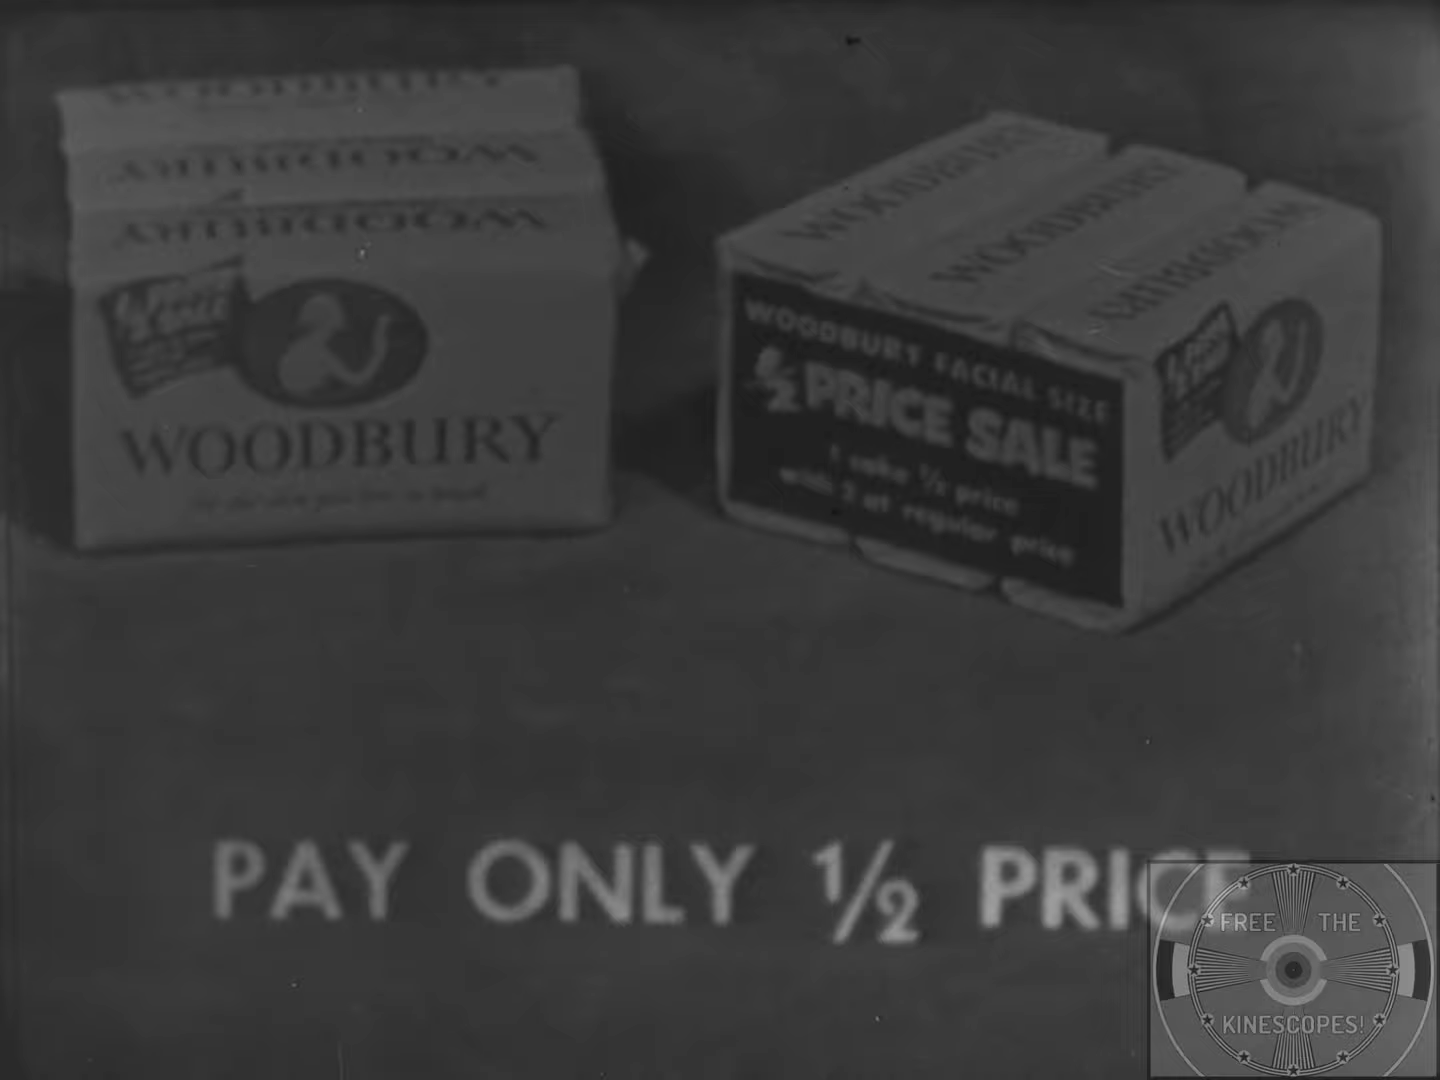 WOODBURY
WOODBURY
WOODBURY
WOODBURY
WOODBURY
WOODBURY
WOODBURY
WOODBURY FACIAL SIZE
1/2 PRICE SALE
1 cake 1/2 price
with 3 at regular price
WOODBURY
PAY ONLY 1/2 PRICE
FREE THE
KINESCOPES!